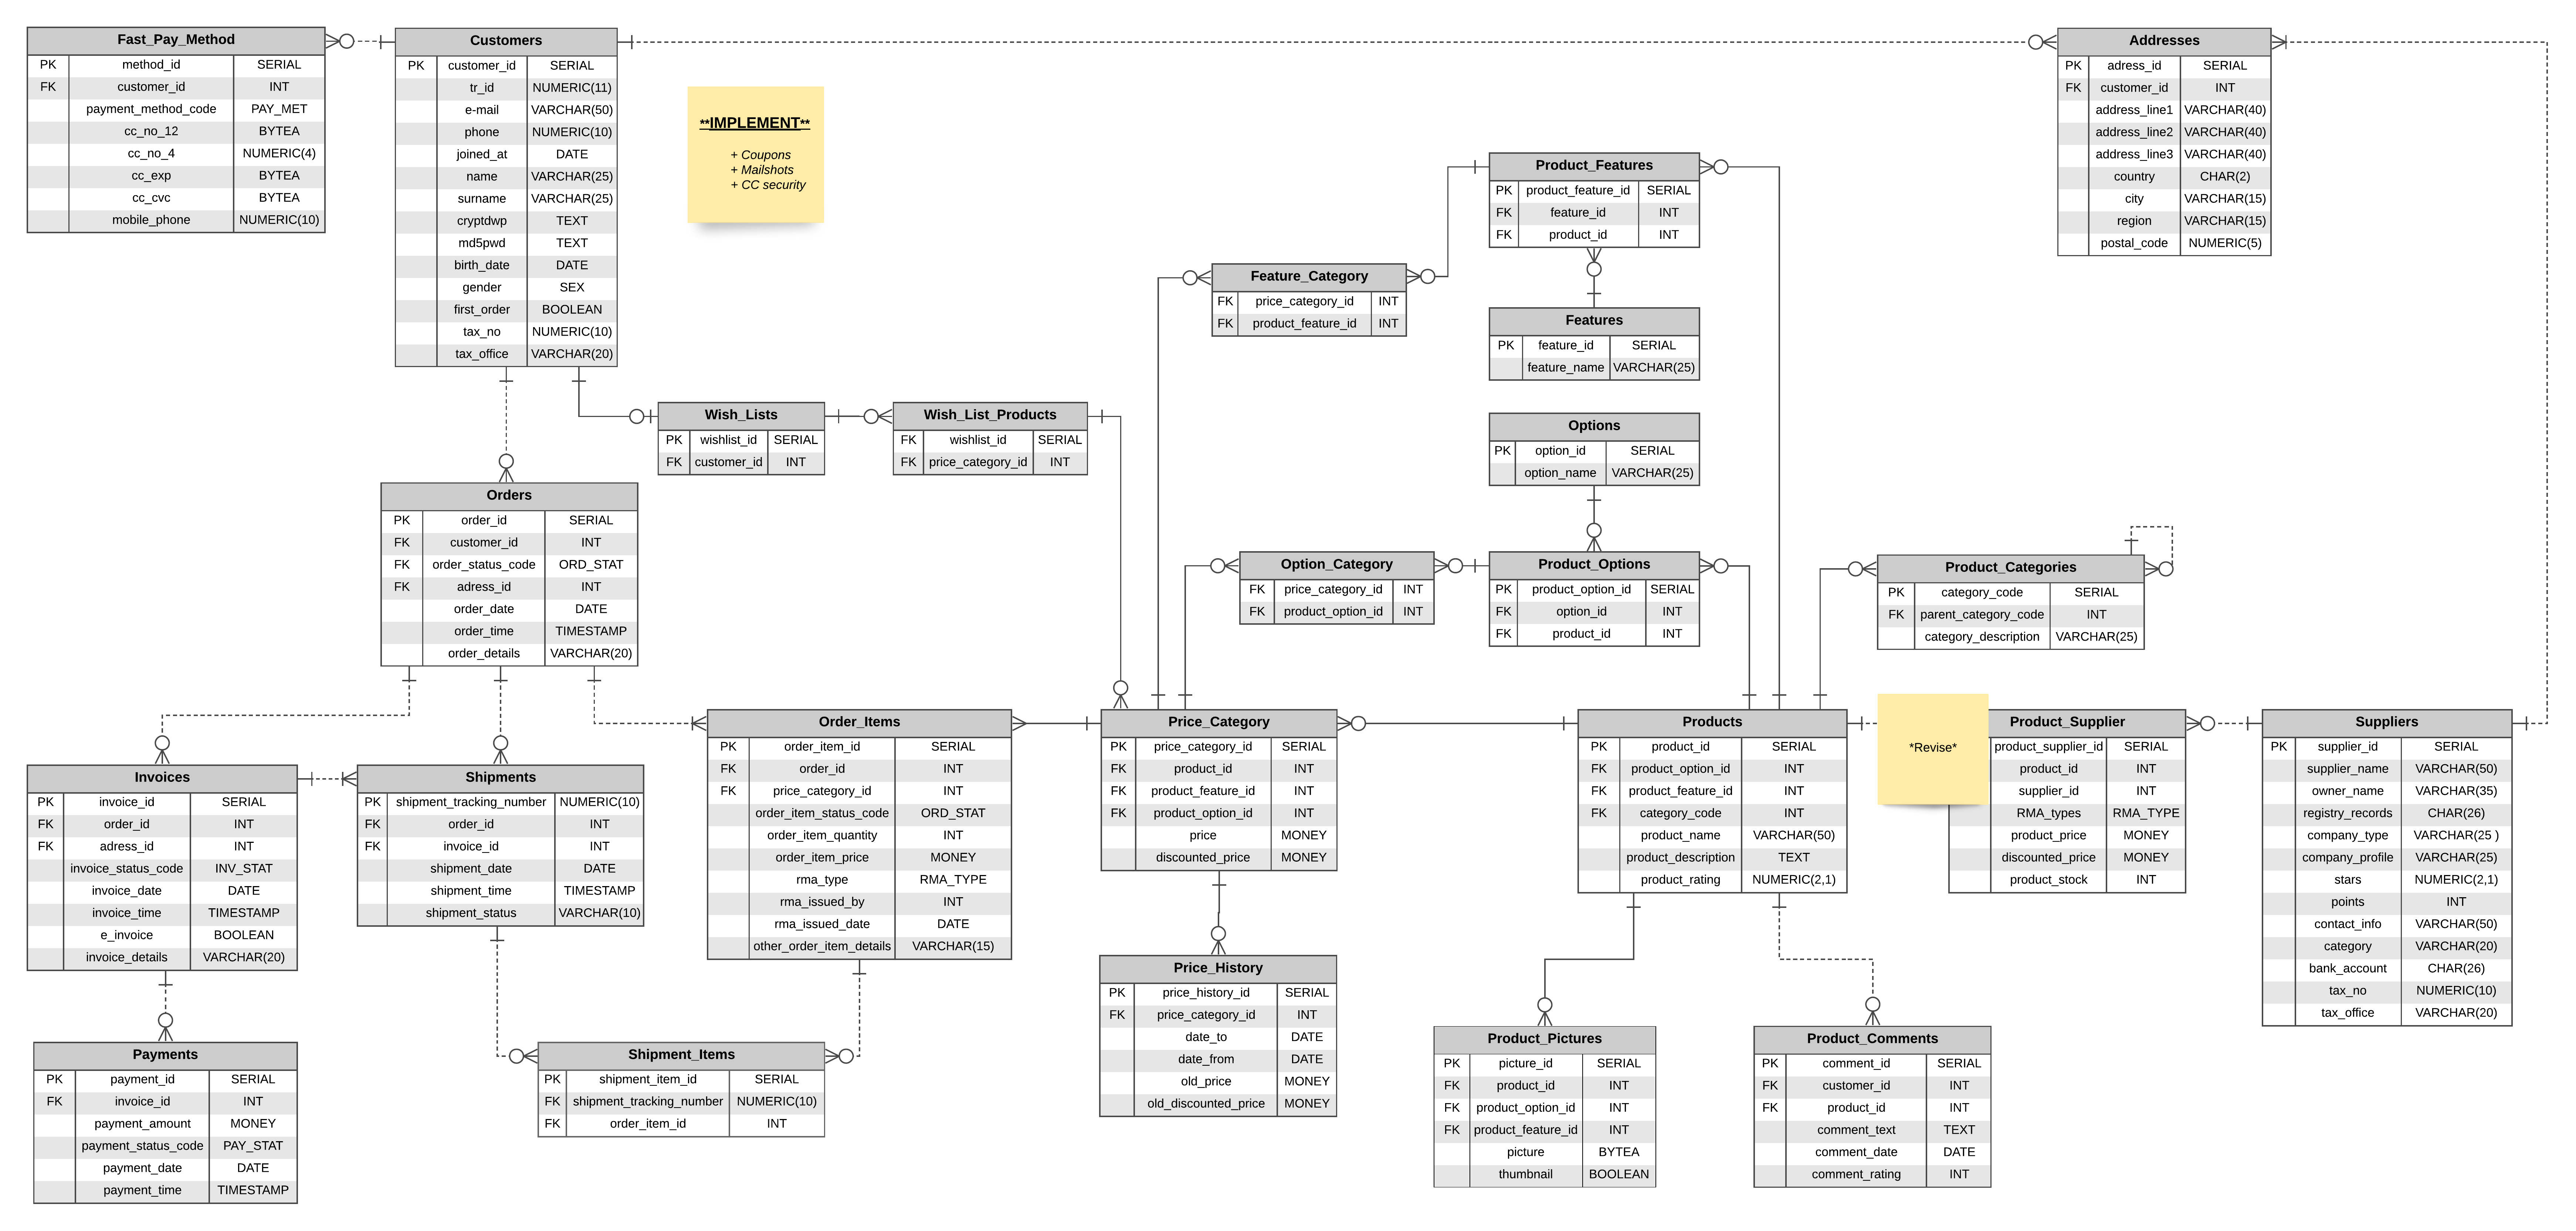 Fast_Pay_Method
PK method_id SERIAL
FK customer_id INT
payment_method_code PAY_MET
cc_no_12 BYTEA
cc_no_4 NUMERIC(4)
cc_exp BYTEA
cc_cvc BYTEA
mobile_phone NUMERIC(10)
Customers
PK customer_id SERIAL
tr_id NUMERIC(11)
e-mail VARCHAR(50)
phone NUMERIC(10)
joined_at DATE
name VARCHAR(25)
surname VARCHAR(25)
cryptdwp TEXT
md5pwd TEXT
birth_date DATE
gender SEX
first_order BOOLEAN
tax_no NUMERIC(10)
tax_office VARCHAR(20)
**IMPLEMENT**
+ Coupons
+ Mailshots
+ CC security
Addresses
PK adress_id SERIAL
FK customer_id INT
address_line1 VARCHAR(40)
address_line2 VARCHAR(40)
address_line3 VARCHAR(40)
country CHAR(2)
city VARCHAR(15)
region VARCHAR(15)
postal_code NUMERIC(5)
Product_Features
PK product_feature_id SERIAL
FK feature_id INT
FK product_id INT
Feature_Category
FK price_category_id INT
FK product_feature_id INT
Features
PK feature_id SERIAL
feature_name VARCHAR(25)
Wish_Lists
PK wishlist_id SERIAL
FK customer_id INT
Wish_List_Products
FK wishlist_id SERIAL
FK price_category_id INT
Options
PK option_id SERIAL
option_name VARCHAR(25)
Orders
PK order_id SERIAL
FK customer_id INT
FK order_status_code ORD_STAT
FK adress_id INT
order_date DATE
order_time TIMESTAMP
order_details VARCHAR(20)
Option_Category
FK price_category_id INT
FK product_option_id INT
Product_Options
PK product_option_id SERIAL
FK option_id INT
FK product_id INT
Product_Categories
PK category_code SERIAL
FK parent_category_code INT
category_description VARCHAR(25)
Invoices
PK invoice_id SERIAL
FK order_id INT
FK adress_id INT
invoice_status_code INV_STAT
invoice_date DATE
invoice_time TIMESTAMP
e_invoice BOOLEAN
invoice_details VARCHAR(20)
Shipments
PK shipment_tracking_number NUMERIC(10)
FK order_id INT
FK invoice_id INT
shipment_date DATE
shipment_time TIMESTAMP
shipment_status VARCHAR(10)
Order_Items
PK order_item_id SERIAL
FK order_id INT
FK price_category_id INT
order_item_status_code ORD_STAT
order_item_quantity INT
order_item_price MONEY
rma_type RMA_TYPE
rma_issued_by INT
rma_issued_date DATE
other_order_item_details VARCHAR(15)
Price_Category
PK price_category_id SERIAL
FK product_id INT
FK product_feature_id INT
FK product_option_id INT
price MONEY
discounted_price MONEY
Products
PK product_id SERIAL
FK product_option_id INT
FK product_feature_id INT
FK category_code INT
product_name VARCHAR(50)
product_description TEXT
product_rating NUMERIC(2,1)
*Revise*
Product_Supplier
product_supplier_id SERIAL
product_id INT
supplier_id INT
RMA_types RMA_TYPE
product_price MONEY
discounted_price MONEY
product_stock INT
Suppliers
PK supplier_id SERIAL
supplier_name VARCHAR(50)
owner_name VARCHAR(35)
registry_records CHAR(26)
company_type VARCHAR(25 )
company_profile VARCHAR(25)
stars NUMERIC(2,1)
points INT
contact_info VARCHAR(50)
category VARCHAR(20)
bank_account CHAR(26)
tax_no NUMERIC(10)
tax_office VARCHAR(20)
Payments
PK payment_id SERIAL
FK invoice_id INT
payment_amount MONEY
payment_status_code PAY_STAT
payment_date DATE
payment_time TIMESTAMP
Shipment_Items
PK shipment_item_id SERIAL
FK shipment_tracking_number NUMERIC(10)
FK order_item_id INT
Price_History
PK price_history_id SERIAL
FK price_category_id INT
date_to DATE
date_from DATE
old_price MONEY
old_discounted_price MONEY
Product_Pictures
PK picture_id SERIAL
FK product_id INT
FK product_option_id INT
FK product_feature_id INT
picture BYTEA
thumbnail BOOLEAN
Product_Comments
PK comment_id SERIAL
FK customer_id INT
FK product_id INT
comment_text TEXT
comment_date DATE
comment_rating INT